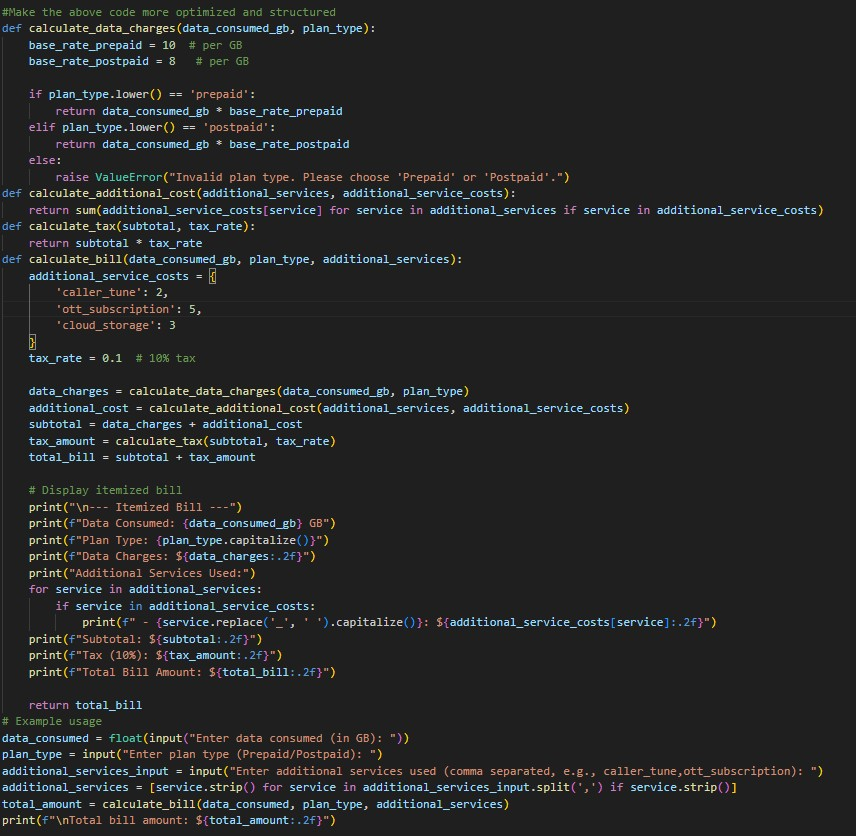 #Make the above code more optimized and structured
def calculate_data_charges(data_consumed_gb, plan_type):
    base_rate_prepaid = 10  # per GB
    base_rate_postpaid = 8   # per GB

    if plan_type.lower() == 'prepaid':
        return data_consumed_gb * base_rate_prepaid
    elif plan_type.lower() == 'postpaid':
        return data_consumed_gb * base_rate_postpaid
    else:
        raise ValueError("Invalid plan type. Please choose 'Prepaid' or 'Postpaid'.")
def calculate_additional_cost(additional_services, additional_service_costs):
    return sum(additional_service_costs[service] for service in additional_services if service in additional_service_costs)
def calculate_tax(subtotal, tax_rate):
    return subtotal * tax_rate
def calculate_bill(data_consumed_gb, plan_type, additional_services):
    additional_service_costs = {
        'caller_tune': 2,
        'ott_subscription': 5,
        'cloud_storage': 3
    }
    tax_rate = 0.1  # 10% tax

    data_charges = calculate_data_charges(data_consumed_gb, plan_type)
    additional_cost = calculate_additional_cost(additional_services, additional_service_costs)
    subtotal = data_charges + additional_cost
    tax_amount = calculate_tax(subtotal, tax_rate)
    total_bill = subtotal + tax_amount

    # Display itemized bill
    print("\n--- Itemized Bill ---")
    print(f"Data Consumed: {data_consumed_gb} GB")
    print(f"Plan Type: {plan_type.capitalize()}")
    print(f"Data Charges: ${data_charges:.2f}")
    print("Additional Services Used:")
    for service in additional_services:
        if service in additional_service_costs:
            print(f" - {service.replace('_', ' ').capitalize()}: ${additional_service_costs[service]:.2f}")
    print(f"Subtotal: ${subtotal:.2f}")
    print(f"Tax (10%): ${tax_amount:.2f}")
    print(f"Total Bill Amount: ${total_bill:.2f}")

    return total_bill
# Example usage
data_consumed = float(input("Enter data consumed (in GB): "))
plan_type = input("Enter plan type (Prepaid/Postpaid): ")
additional_services_input = input("Enter additional services used (comma separated, e.g., caller_tune,ott_subscription): ")
additional_services = [service.strip() for service in additional_services_input.split(',') if service.strip()]
total_amount = calculate_bill(data_consumed, plan_type, additional_services)
print(f"\nTotal bill amount: ${total_amount:.2f}")